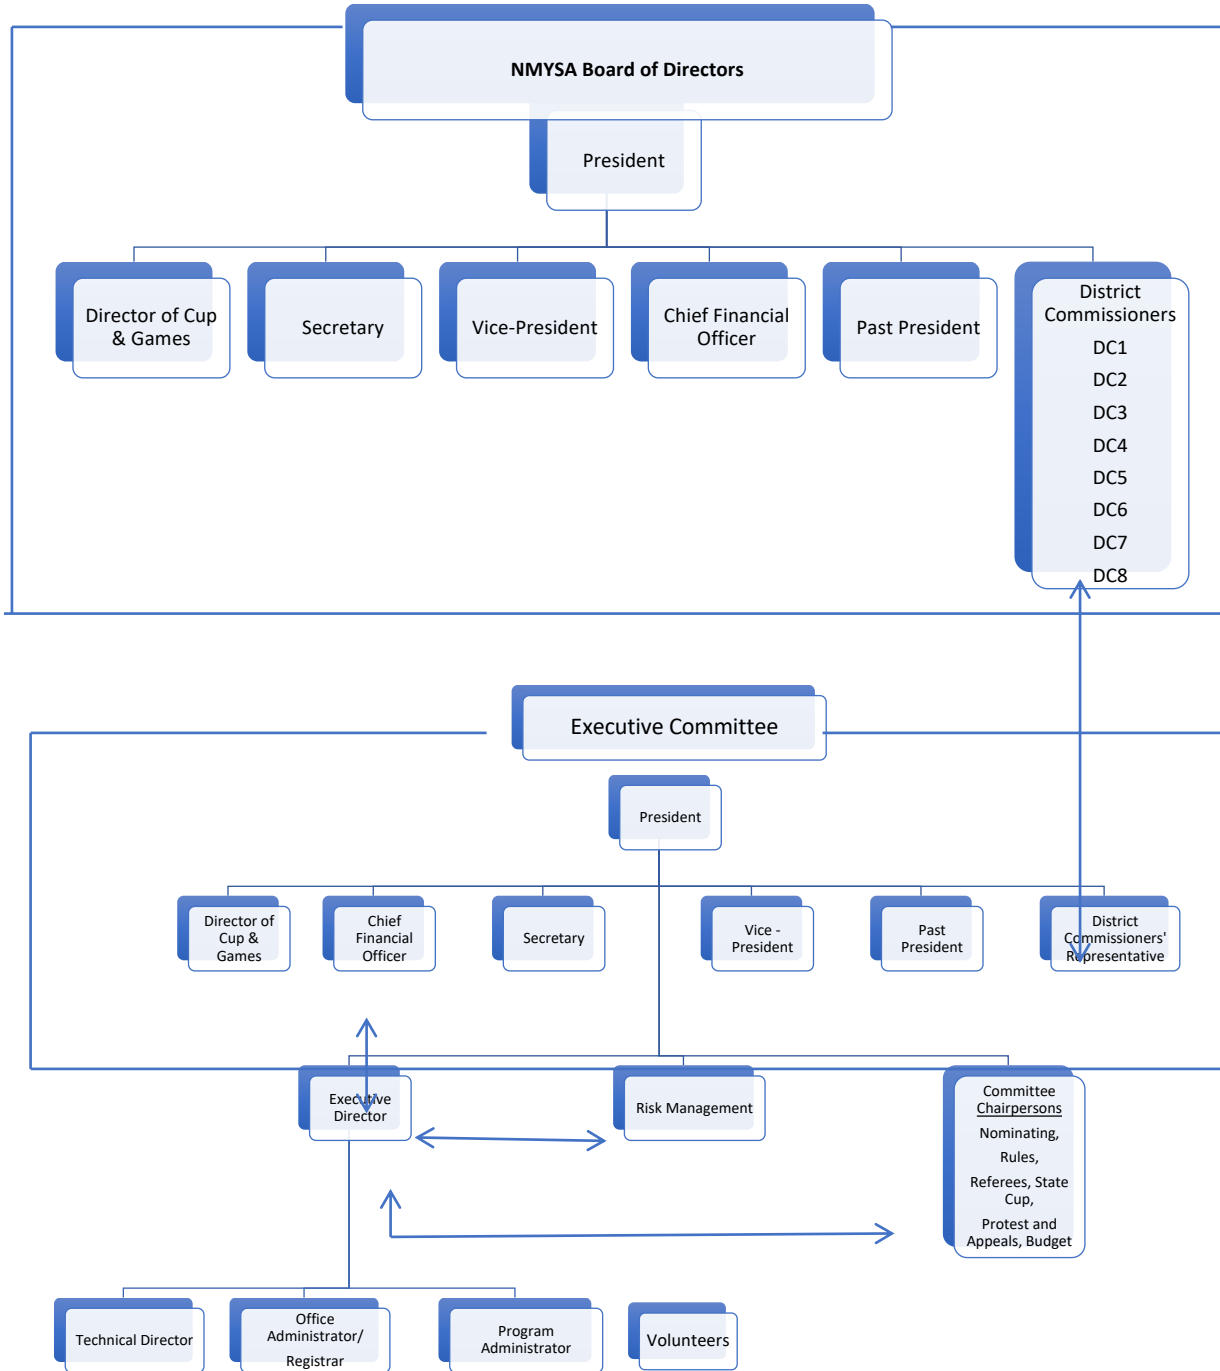 NMYSA Board of Directors
President
Director of Cup
& Games
Secretary
Vice-President
Chief Financial
Officer
Past President
District
Commissioners
DC1
DC2
DC3
DC4
DC5
DC6
DC7
DC8
Executive Committee
President
Director of
Cup &
Games
Chief
Financial
Officer
Secretary
Vice -
President
Past
President
District
Commissioners'
Representative
Executive
Director
Risk Management
Committee
Chairpersons
Nominating,
Rules,
Referees, State
Cup,
Protest and
Appeals, Budget
Technical Director
Office
Administrator/
Registrar
Program
Administrator
Volunteers